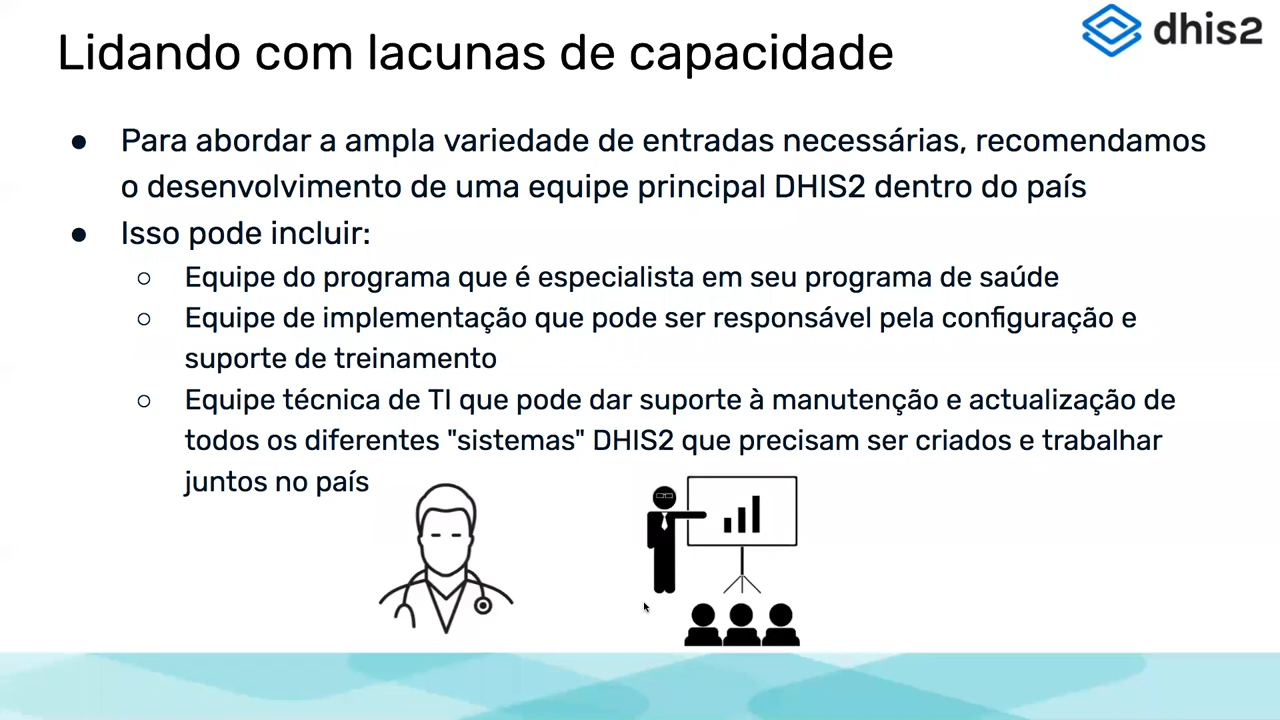 dhis2
Lidando com lacunas de capacidade
● Para abordar a ampla variedade de entradas necessárias, recomendamos
o desenvolvimento de uma equipe principal DHIS2 dentro do país
● Isso pode incluir:
○ Equipe do programa que é especialista em seu programa de saúde
○ Equipe de implementação que pode ser responsável pela configuração e
suporte de treinamento
○ Equipe técnica de TI que pode dar suporte à manutenção e actualização de
todos os diferentes "sistemas" DHIS2 que precisam ser criados e trabalhar
juntos no país